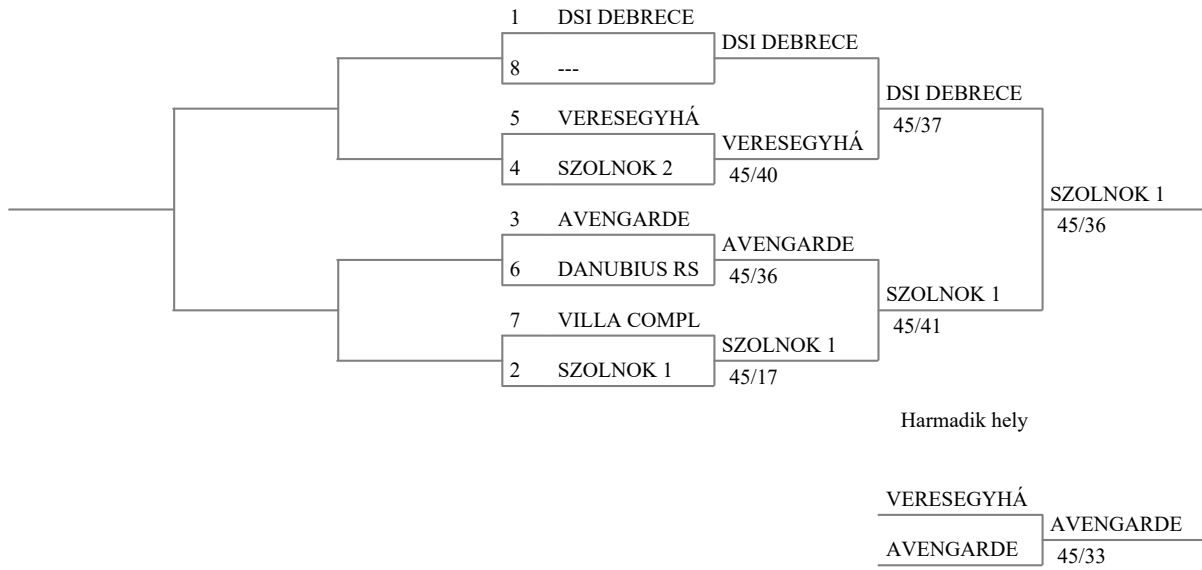 1 DSI DEBRECE
8 ---
5 VERESEGYHÁ
4 SZOLNOK 2
3 AVENGARDE
6 DANUBIUS RS
7 VILLA COMPL
2 SZOLNOK 1
DSI DEBRECE
VERESEGYHÁ
45/40
AVENGARDE
45/36
SZOLNOK 1
45/17
DSI DEBRECE
45/37
SZOLNOK 1
45/41
SZOLNOK 1
45/36
Harmadik hely
VERESEGYHÁ
AVENGARDE
AVENGARDE
45/33